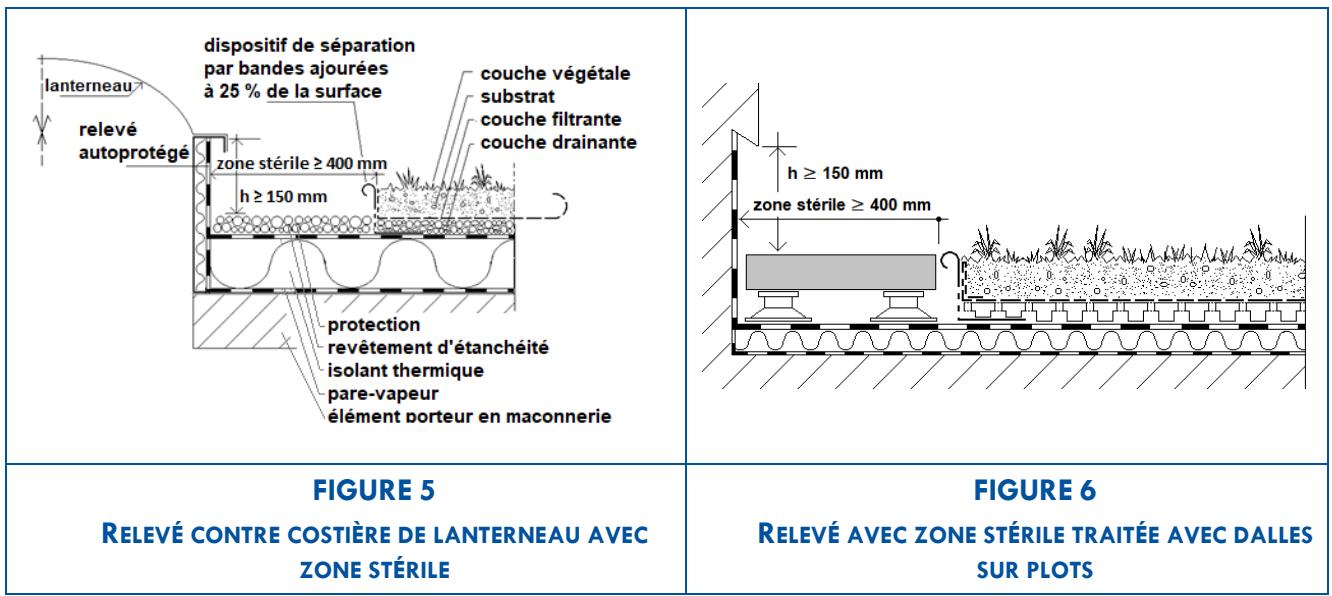 dispositif de séparation
par bandes ajourées
à 25 % de la surface
couche végétale
substrat
couche filtrante
couche drainante
lanterneau
relevé
autoprotégé
zone stérile ≥ 400 mm
h ≥ 150 mm
protection
revêtement d'étanchéité
isolant thermique
pare-vapeur
élément porteur en maconnerie
h ≥ 150 mm
zone stérile ≥ 400 mm
FIGURE 5
RELEVÉ CONTRE COSTIÈRE DE LANTERNEAU AVEC
ZONE STÉRILE
FIGURE 6
RELEVÉ AVEC ZONE STÉRILE TRAITÉE AVEC DALLES
SUR PLOTS